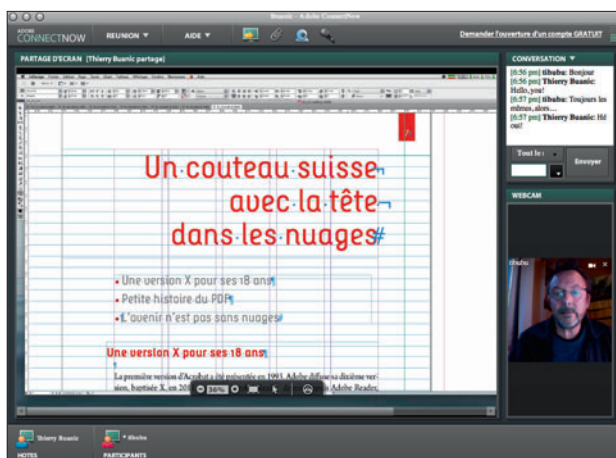 Buanic - Adobe ConnectNow
ADOBE
CONNECTNOW
REUNION
AIDE
Demander l'ouverture d'un compte GRATUIT
PARTAGE D'ECRAN (Thierry Buanic partage)
Un couteau suisse
avec la tête
dans les nuages
• Une version X pour ses 18 ans
• Petite histoire du PDF
• L'avenir n'est pas sans nuages
Une version X pour ses 18 ans
La première version d'Acrobat a été présentée en 1993. Adobe diffuse sa dixième ver-
sion, baptisée X, en
Adobe Reader,
36%
CONVERSATION
[6:56 pm] tibubu: Bonjour
[6:56 pm] Thierry Buanic:
Hello, you!
[6:57 pm] tibubu: Toujours les
mêmes, alors...
[6:57 pm] Thierry Buanic: Hé
oui!
Tout le
Envoyer
WEBCAM
tibubu
Thierry Buanic
HOTES
* tibubu
PARTICIPANTS